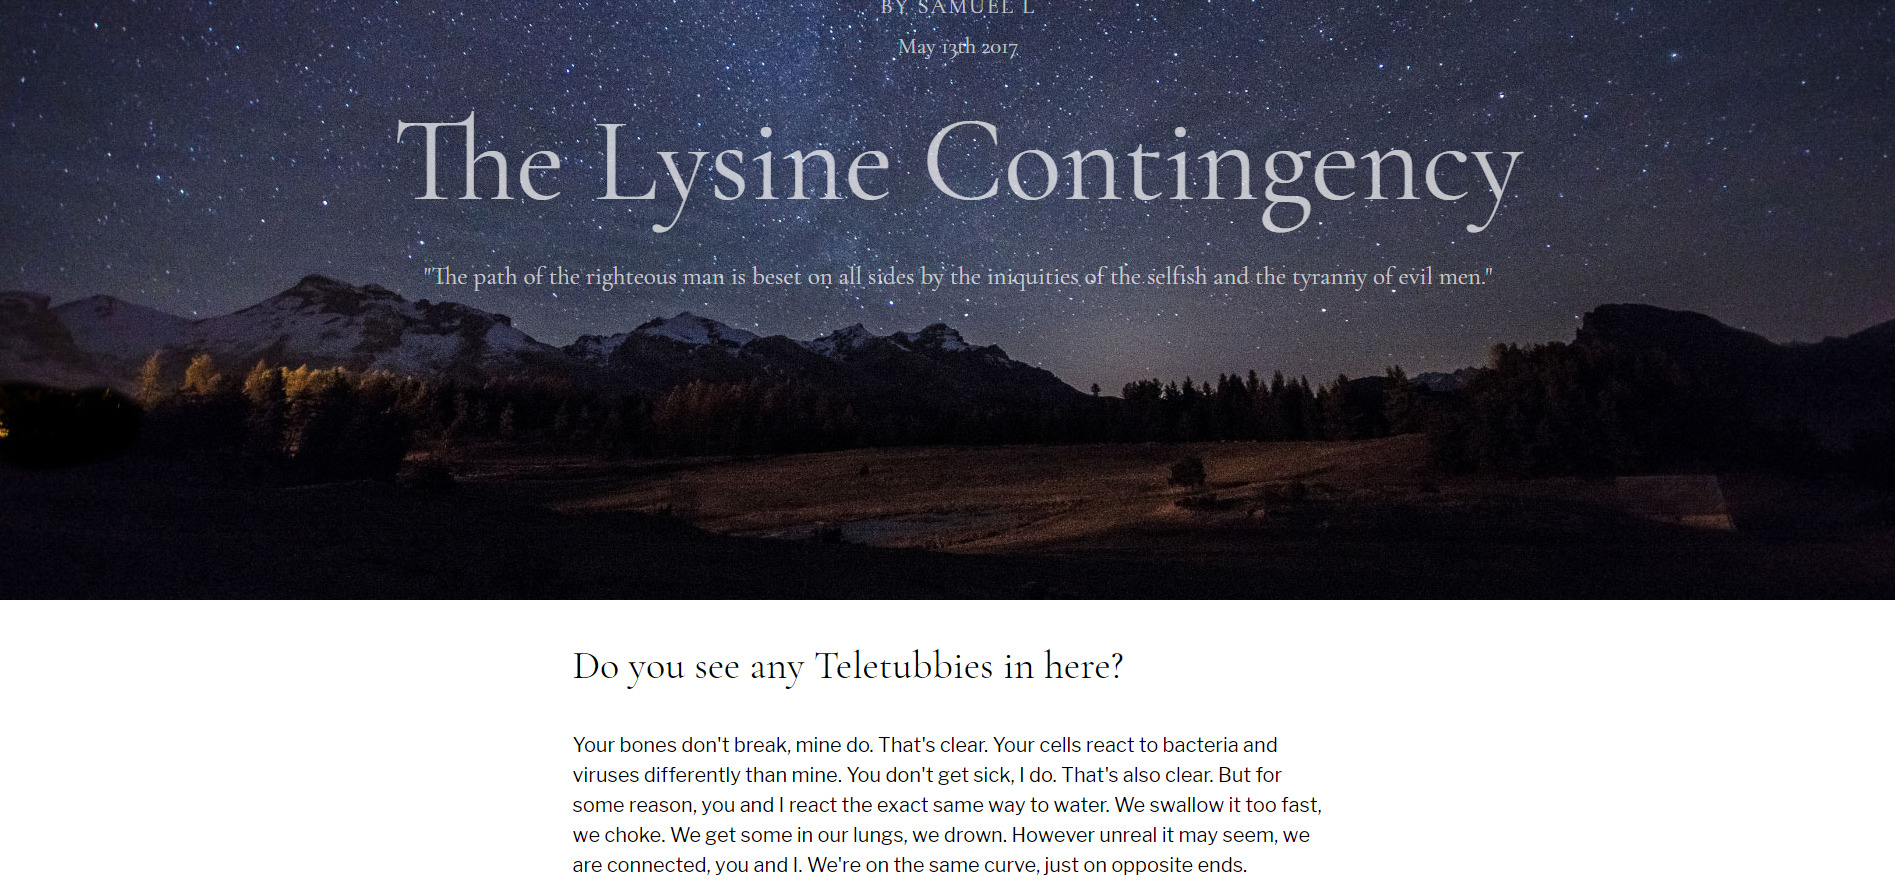 BY SAMUEL L
May 13th 2017
The Lysine Contingency
"The path of the righteous man is beset on all sides by the iniquities of the selfish and the tyranny of evil men."
Do you see any Teletubbies in here?
Your bones don't break, mine do. That's clear. Your cells react to bacteria and
viruses differently than mine. You don't get sick, I do. That's also clear. But for
some reason, you and I react the exact same way to water. We swallow it too fast,
we choke. We get some in our lungs, we drown. However unreal it may seem, we
are connected, you and I. We're on the same curve, just on opposite ends.